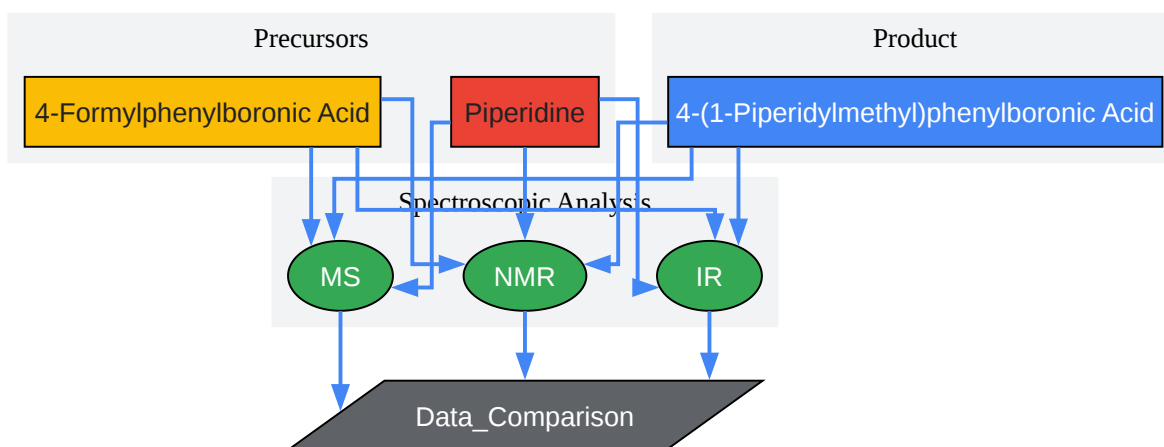 Precursors
Product
4-Formylphenylboronic Acid
Piperidine
4-(1-Piperidylmethyl)phenylboronic Acid
Spectroscopic Analysis
MS
NMR
IR
Data_Comparison